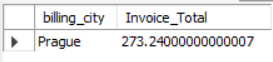 billing_city Invoice_Total
Prague 273.24000000000007